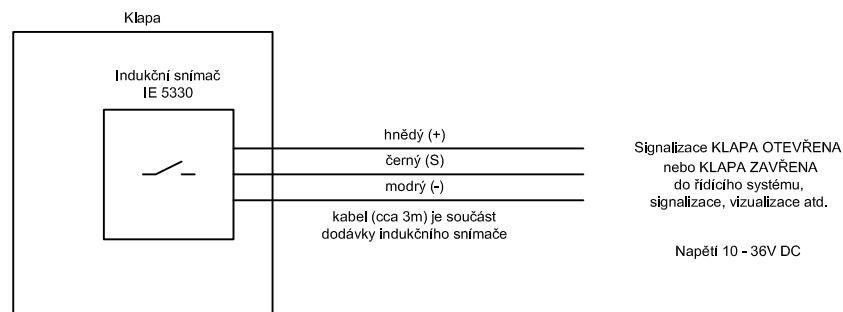 Klapa
Indukční snímač
IE 5330
hnědý (+)
černý (S)
modrý (-)
kabel (cca 3m) je součást
dodávky indukčního snímače
Signalizace KLAPA OTEVŘENA
nebo KLAPA ZAVŘENA
do řídícího systému,
signalizace, vizualizace atd.
Napětí 10 - 36V DC